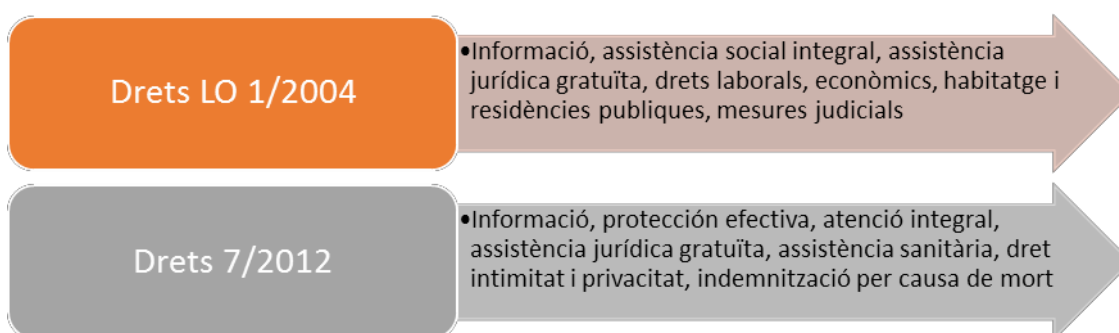 Drets LO 1/2004
•Informació, assistència social integral, assistència
jurídica gratuïta, drets laborals, econòmics, habitatge i
residències publiques, mesures judicials
Drets 7/2012
•Informació, protección efectiva, atenció integral,
assistència jurídica gratuïta, assistència sanitària, dret
intimitat i privacitat, indemnització per causa de mort